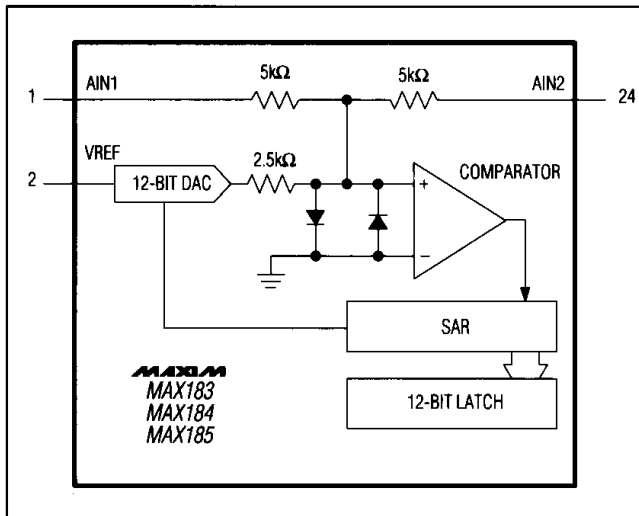 5kΩ 5kΩ
1 AIN1 AIN2 24
2.5kΩ
VREF
2 12-BIT DAC
COMPARATOR
+
−
SAR
MAXIM
MAX183
MAX184
MAX185
12-BIT LATCH